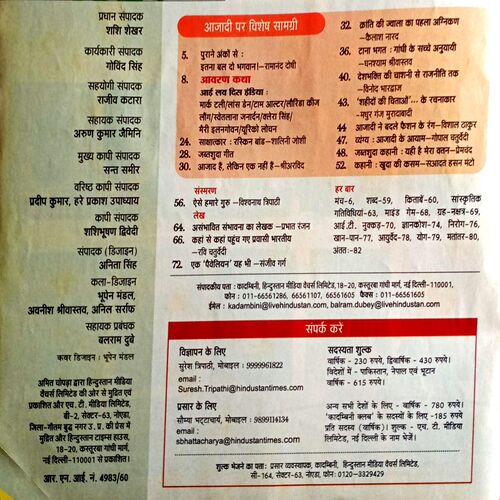 प्रधान संपादक
शशि शेखर
कार्यकारी संपादक
गोविंद सिंह
सहयोगी संपादक
राजीव कटारा
सहायक संपादक
अरुण कुमार जैमिनि
मुख्य कापी संपादक
सन्त समीर
वरिष्ठ कापी संपादक
प्रदीप कुमार, हरे प्रकाश उपाध्याय
कापी संपादक
शशिभूषण द्विवेदी
संपादक (डिजाइन)
अनिता सिंह
कला-डिजाइन
भूपेन मंडल,
अवनीश श्रीवास्तव, अनिल सर्राफ
सहायक प्रबंधक
बलराम दुबे
कवर डिजाइन : भूपेन मंडल
अमित चोपड़ा द्वारा हिन्दुस्तान मीडिया
वैंचर्स लिमिटेड की ओर से मुद्रित एवं
प्रकाशित और एच. टी. मीडिया लिमिटेड,
बी-2, सेक्टर-63, नोएडा,
जिला-गौतम बुद्ध नगर उ. प्र. की प्रेस में
मुद्रित और हिन्दुस्तान टाइम्स हाउस,
18-20, कस्तूरबा गांधी मार्ग,
नई दिल्ली-110001 से प्रकाशित।
आर. एन. आई. नं. 4983/60
आजादी पर विशेष सामग्री
5. पुराने अंकों से :
इतना बल दो भगवान।-रामानंद दोषी
8. आवरण कथा
आई लव दिस इंडिया :
मार्क टली/लांस डेन/टाम आल्टर/लौरिंडा कीज
लौंग/स्वेतलाना जनार्दन/क्लेरा सिंह/
मैरी इतनगोवेन/यूरिको लोचन
24. साक्षात्कार : रस्किन बांड-शालिनी जोशी
28. जब्तशुदा गीत
30. आजाद है, लेकिन एक नहीं है-श्रीअरविंद
32. क्रांति की ज्वाला का पहला अग्निकण
-कैलाश नारद
36. टाना भगत : गांधी के सच्चे अनुयायी
-घनश्याम श्रीवास्तव
40. देशभक्ति की चाशनी से राजनीति तक
-विनोद भारद्वाज
43. 'शहीदों की चिताओं'... के रचनाकार
-मधुर गंज मुरादाबादी
44. आजादी ने बदले फैशन के रंग-विशाल ठाकुर
47. व्यंग्य : आजादी के आयाम-गोपाल चतुर्वेदी
48. जब्तशुदा कहानी : यही है मेरा वतन-प्रेमचंद
52. कहानी : खुदा की कसम-सआदत हसन मंटो
संस्मरण
56. ऐसे हमारे गुरु -विश्वनाथ त्रिपाठी
लेख
64. असंभावित संभावना का लेखक -प्रभात रंजन
66. कहां से कहां पहुंच गए प्रवासी भारतीय
-रवि चतुर्वेदी
72. एक 'पेवेलियन' यह भी -संजीव गर्ग
हर बार
मंच-6, शब्द-59, किताबें-60, सांस्कृतिक
गतिविधियां-63, माइंड गेम-68, ग्रह-नक्षत्र-69,
आई.टी. नुक्कड़-70, ज्ञानकोश-74, निरोग-76,
खान-पान-77, आयुर्वेद-78, योग-79, मतांतर-80,
अंततः-82
संपादकीय पता : कादम्बिनी, हिन्दुस्तान मीडिया वैंचर्स लिमिटेड,18-20, कस्तूरबा गांधी मार्ग, नई दिल्ली-110001,
फोन : 011-66561286, 66561107, 66561605 फैक्स : 011-66561605
ईमेल : kadambini@livehindustan.com, balram.dubey@livehindustan.com
संपर्क करें
विज्ञापन के लिए
सुरेश त्रिपाठी, मोबाइल : 9999961822
email :
Suresh.Tripathi@hindustantimes.com
प्रसार के लिए
सौम्य भट्टाचार्य, मोबाइल : 9899114134
email :
sbhattacharya@hindustantimes.com
सदस्यता शुल्क
वार्षिक - 230 रुपये, द्विवार्षिक - 430 रुपये।
विदेशों में - पाकिस्तान, नेपाल एवं भूटान
वार्षिक - 615 रुपये।
अन्य सभी देशों के लिए - वार्षिक - 780 रुपये।
'कादम्बिनी क्लब' के सदस्यों के लिए -185 रुपये
प्रति सदस्य (वार्षिक)। शुल्क - एच. टी. मीडिया
लिमिटेड, नई दिल्ली के नाम भेजें।
शुल्क भेजने का पता : प्रसार व्यवस्थापक, कादम्बिनी, हिन्दुस्तान मीडिया वैंचर्स लिमिटेड,
सी-164, सेक्टर-63, नोएडा, फोन: 0120-3329429